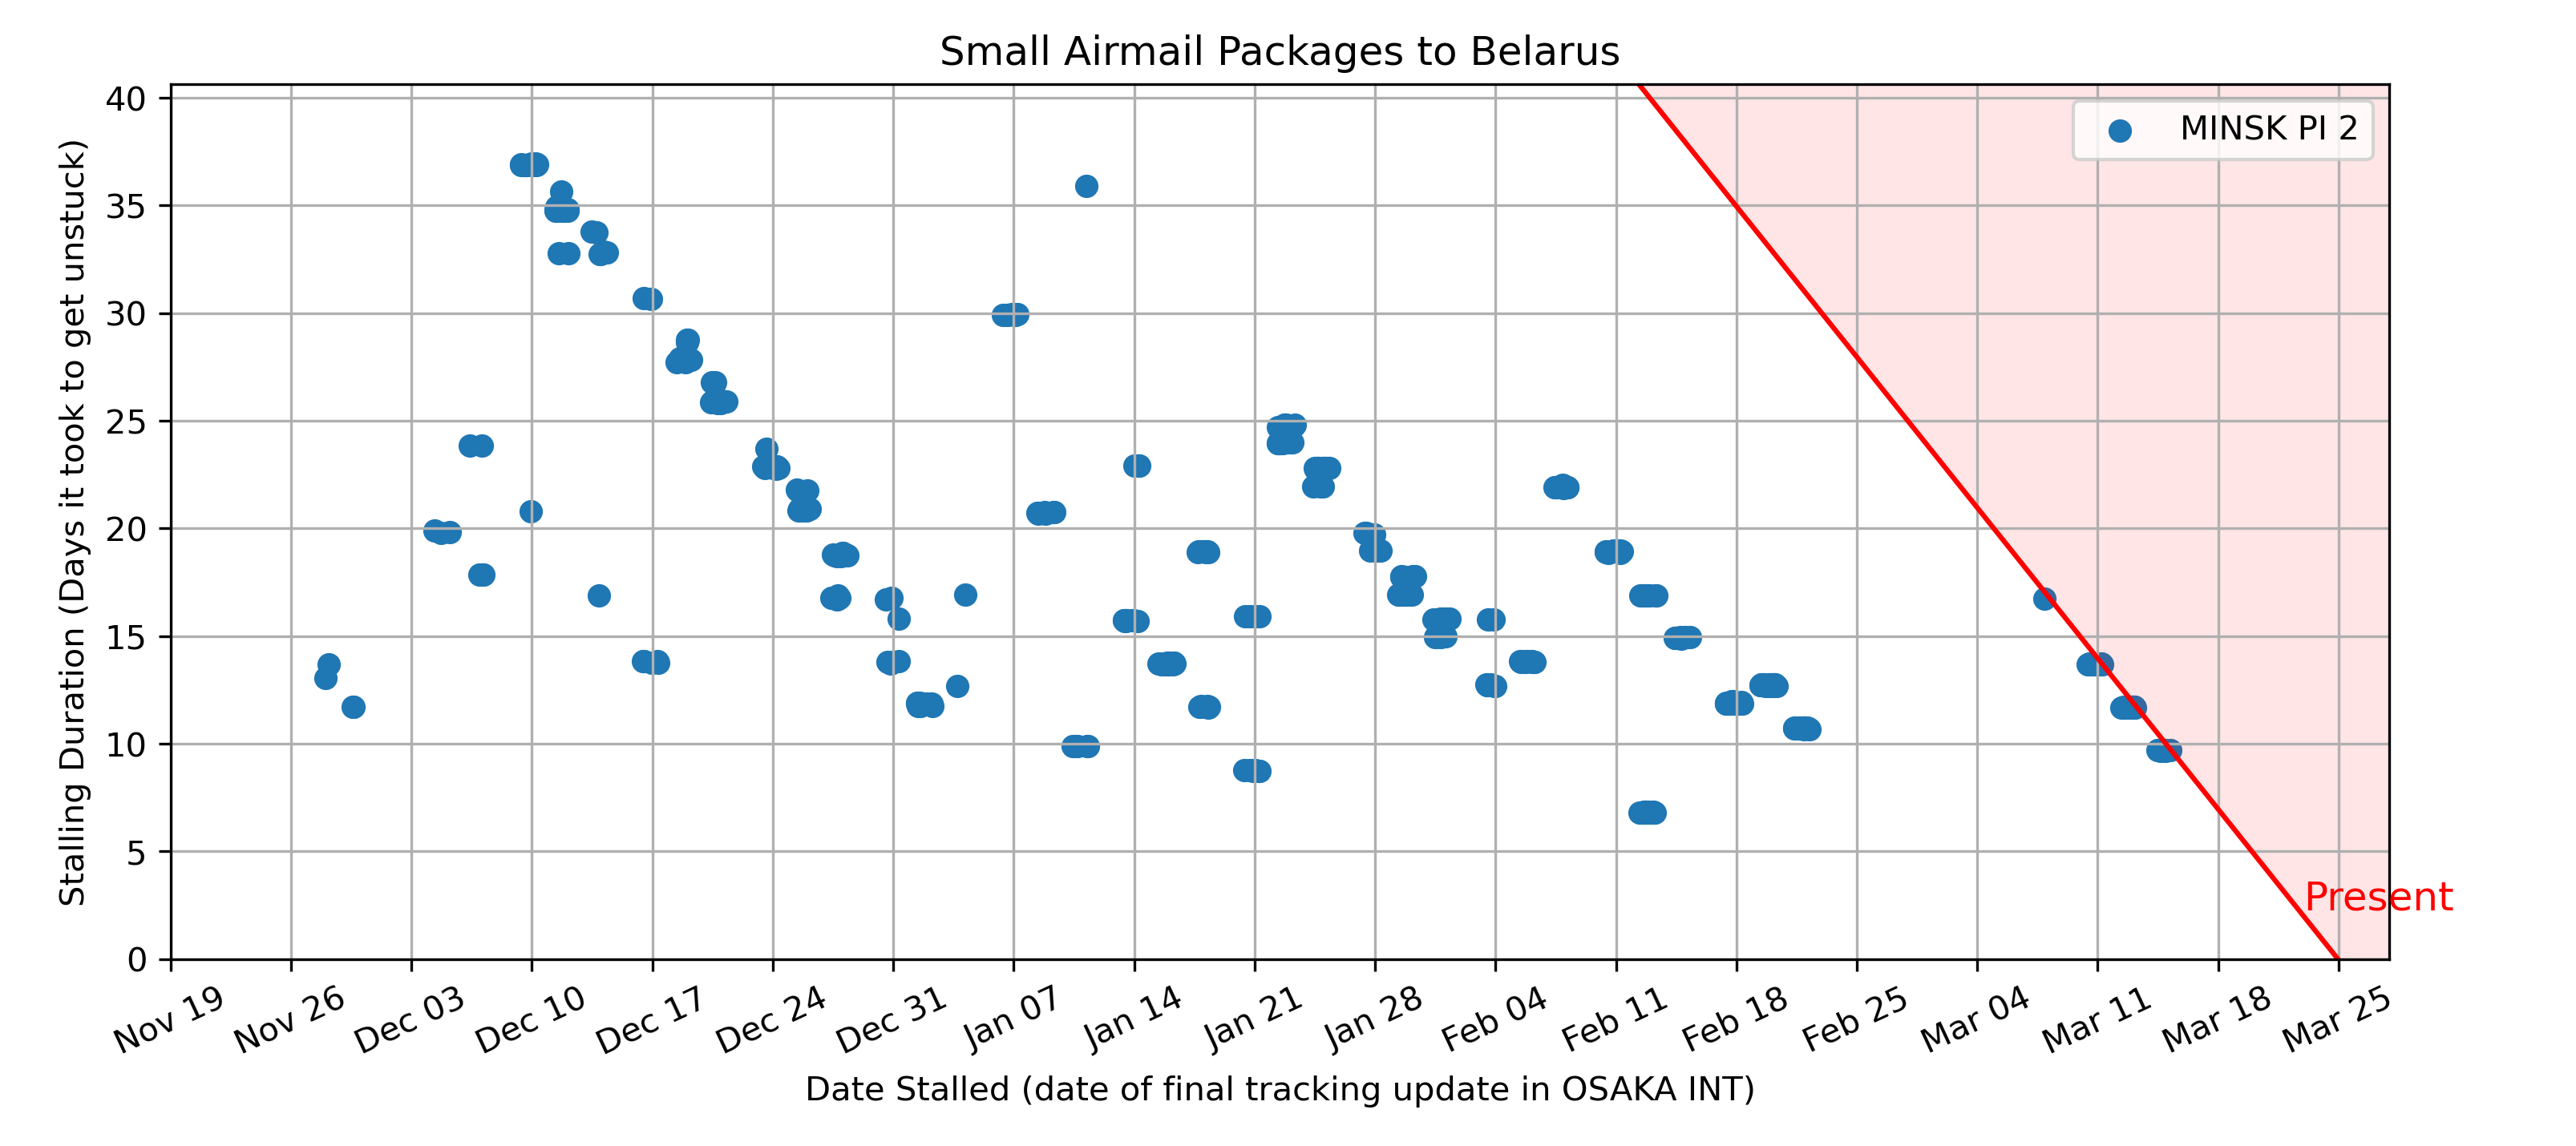 Small Airmail Packages to Belarus
MINSK PI 2
Stalling Duration (Days it took to get unstuck)
40
35
30
25
20
15
10
5
0
Present
Nov 19
Nov 26
Dec 03
Dec 10
Dec 17
Dec 24
Dec 31
Jan 07
Jan 14
Jan 21
Jan 28
Feb 04
Feb 11
Feb 18
Feb 25
Mar 04
Mar 11
Mar 18
Mar 25
Date Stalled (date of final tracking update in OSAKA INT)